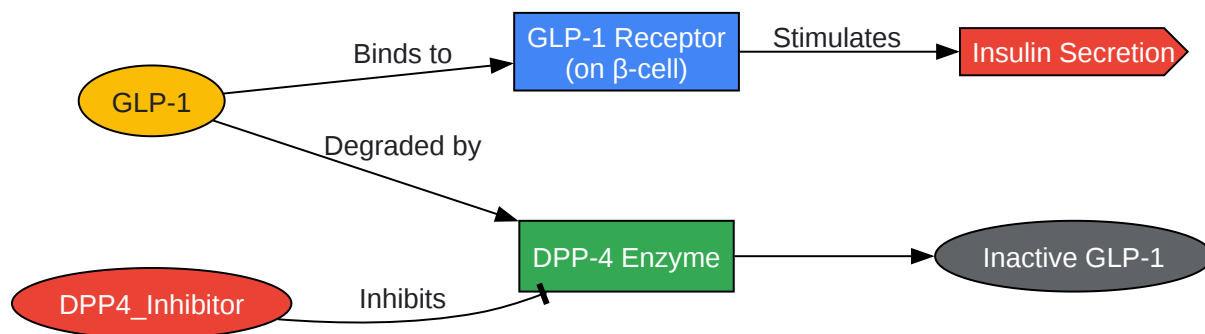 Binds to
GLP-1 Receptor
(on β-cell)
Stimulates
Insulin Secretion
GLP-1
Degraded by
DPP-4 Enzyme
Inactive GLP-1
DPP4_Inhibitor
Inhibits